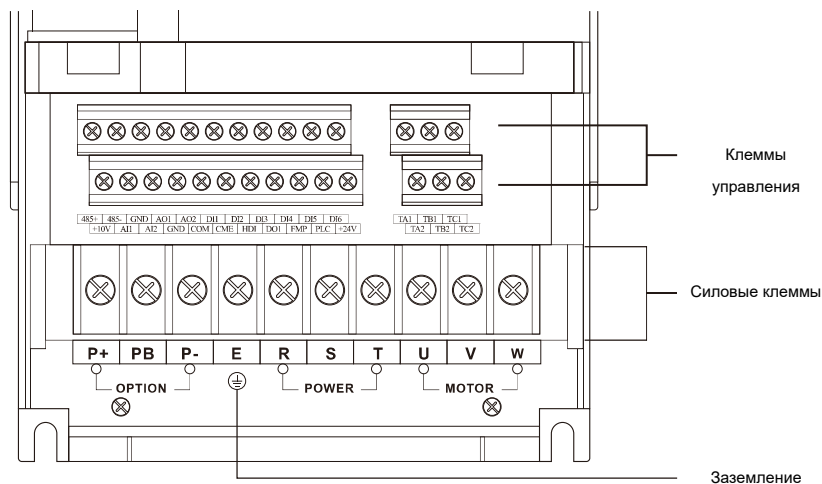 Клеммы
управления
485+ 485- GND AO1 AO2 DI1 DI2 DI3 DI4 DI5 DI6 TA1 TB1 TC1
+10V AI1 AI2 GND COM CME HDI DO1 FMP PLC +24V TA2 TB2 TC2
Силовые клеммы
P+ PB P- E R S T U V W
OPTION POWER MOTOR
Заземление